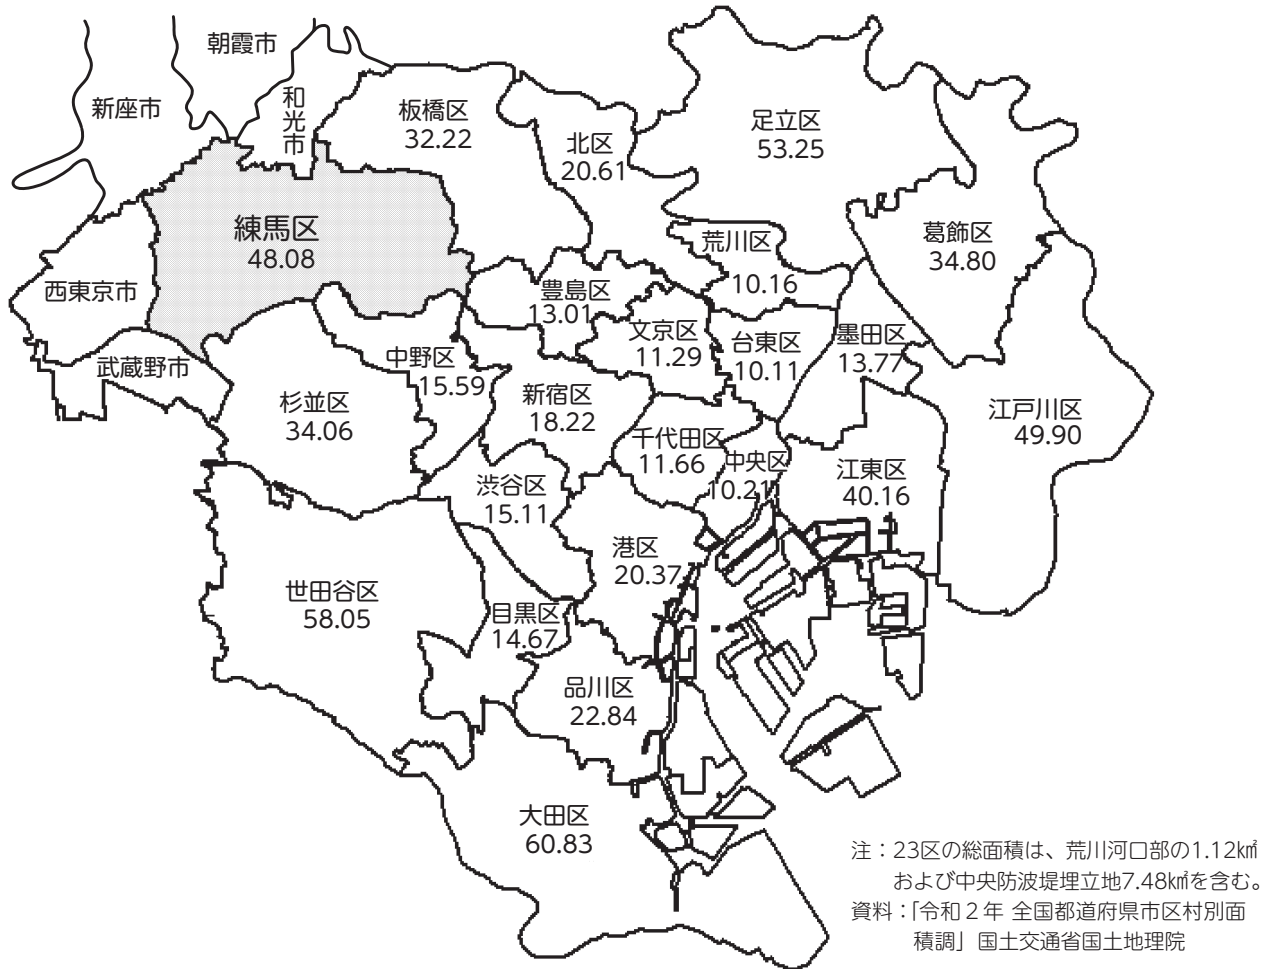 朝霞市
新座市
和光市
板橋区
32.22
北区
20.61
足立区
53.25
練馬区
48.08
荒川区
10.16
葛飾区
34.80
西東京市
豊島区
13.01
文京区
11.29
台東区
10.11
墨田区
13.77
武蔵野市
中野区
15.59
杉並区
34.06
新宿区
18.22
江戸川区
49.90
千代田区
11.66
中央区
10.21
江東区
40.16
渋谷区
15.11
港区
20.37
世田谷区
58.05
目黒区
14.67
品川区
22.84
大田区
60.83
注：23区の総面積は、荒川河口部の1.12㎢
および中央防波堤埋立地7.48㎢を含む。
資料：「令和２年 全国都道府県市区村別面
積調」国土交通省国土地理院